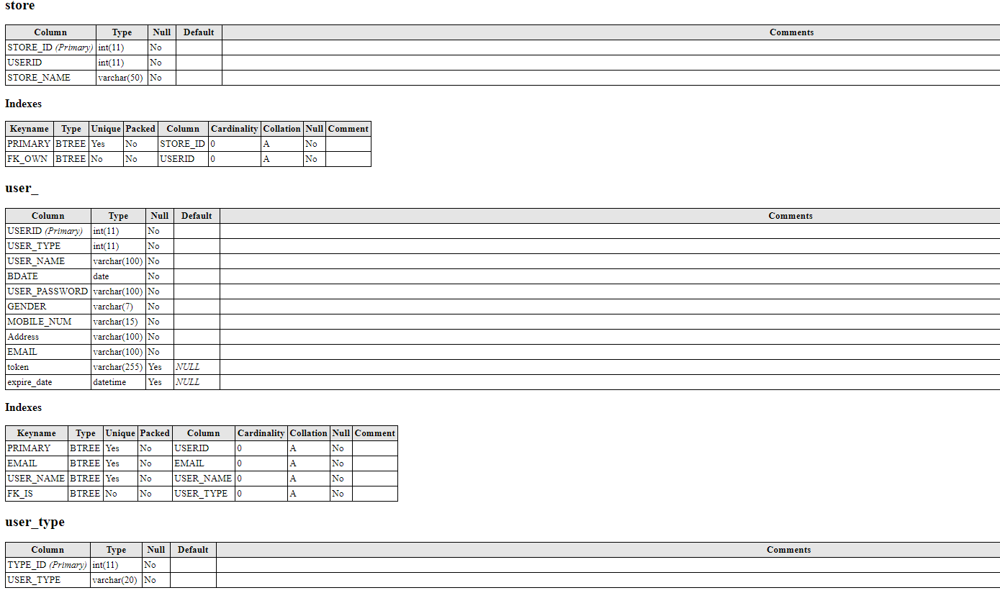 store
Column Type Null Default Comments
STORE_ID (Primary) int(11) No
USERID int(11) No
STORE_NAME varchar(50) No
Indexes
Keyname Type Unique Packed Column Cardinality Collation Null Comment
PRIMARY BTREE Yes No STORE_ID 0 A No
FK_OWN BTREE No No USERID 0 A No
user_
Column Type Null Default Comments
USERID (Primary) int(11) No
USER_TYPE int(11) No
USER_NAME varchar(100) No
BDATE date No
USER_PASSWORD varchar(100) No
GENDER varchar(7) No
MOBILE_NUM varchar(15) No
Address varchar(100) No
EMAIL varchar(100) No
token varchar(255) Yes NULL
expire_date datetime Yes NULL
Indexes
Keyname Type Unique Packed Column Cardinality Collation Null Comment
PRIMARY BTREE Yes No USERID 0 A No
EMAIL BTREE Yes No EMAIL 0 A No
USER_NAME BTREE Yes No USER_NAME 0 A No
FK_IS BTREE No No USER_TYPE 0 A No
user_type
Column Type Null Default Comments
TYPE_ID (Primary) int(11) No
USER_TYPE varchar(20) No